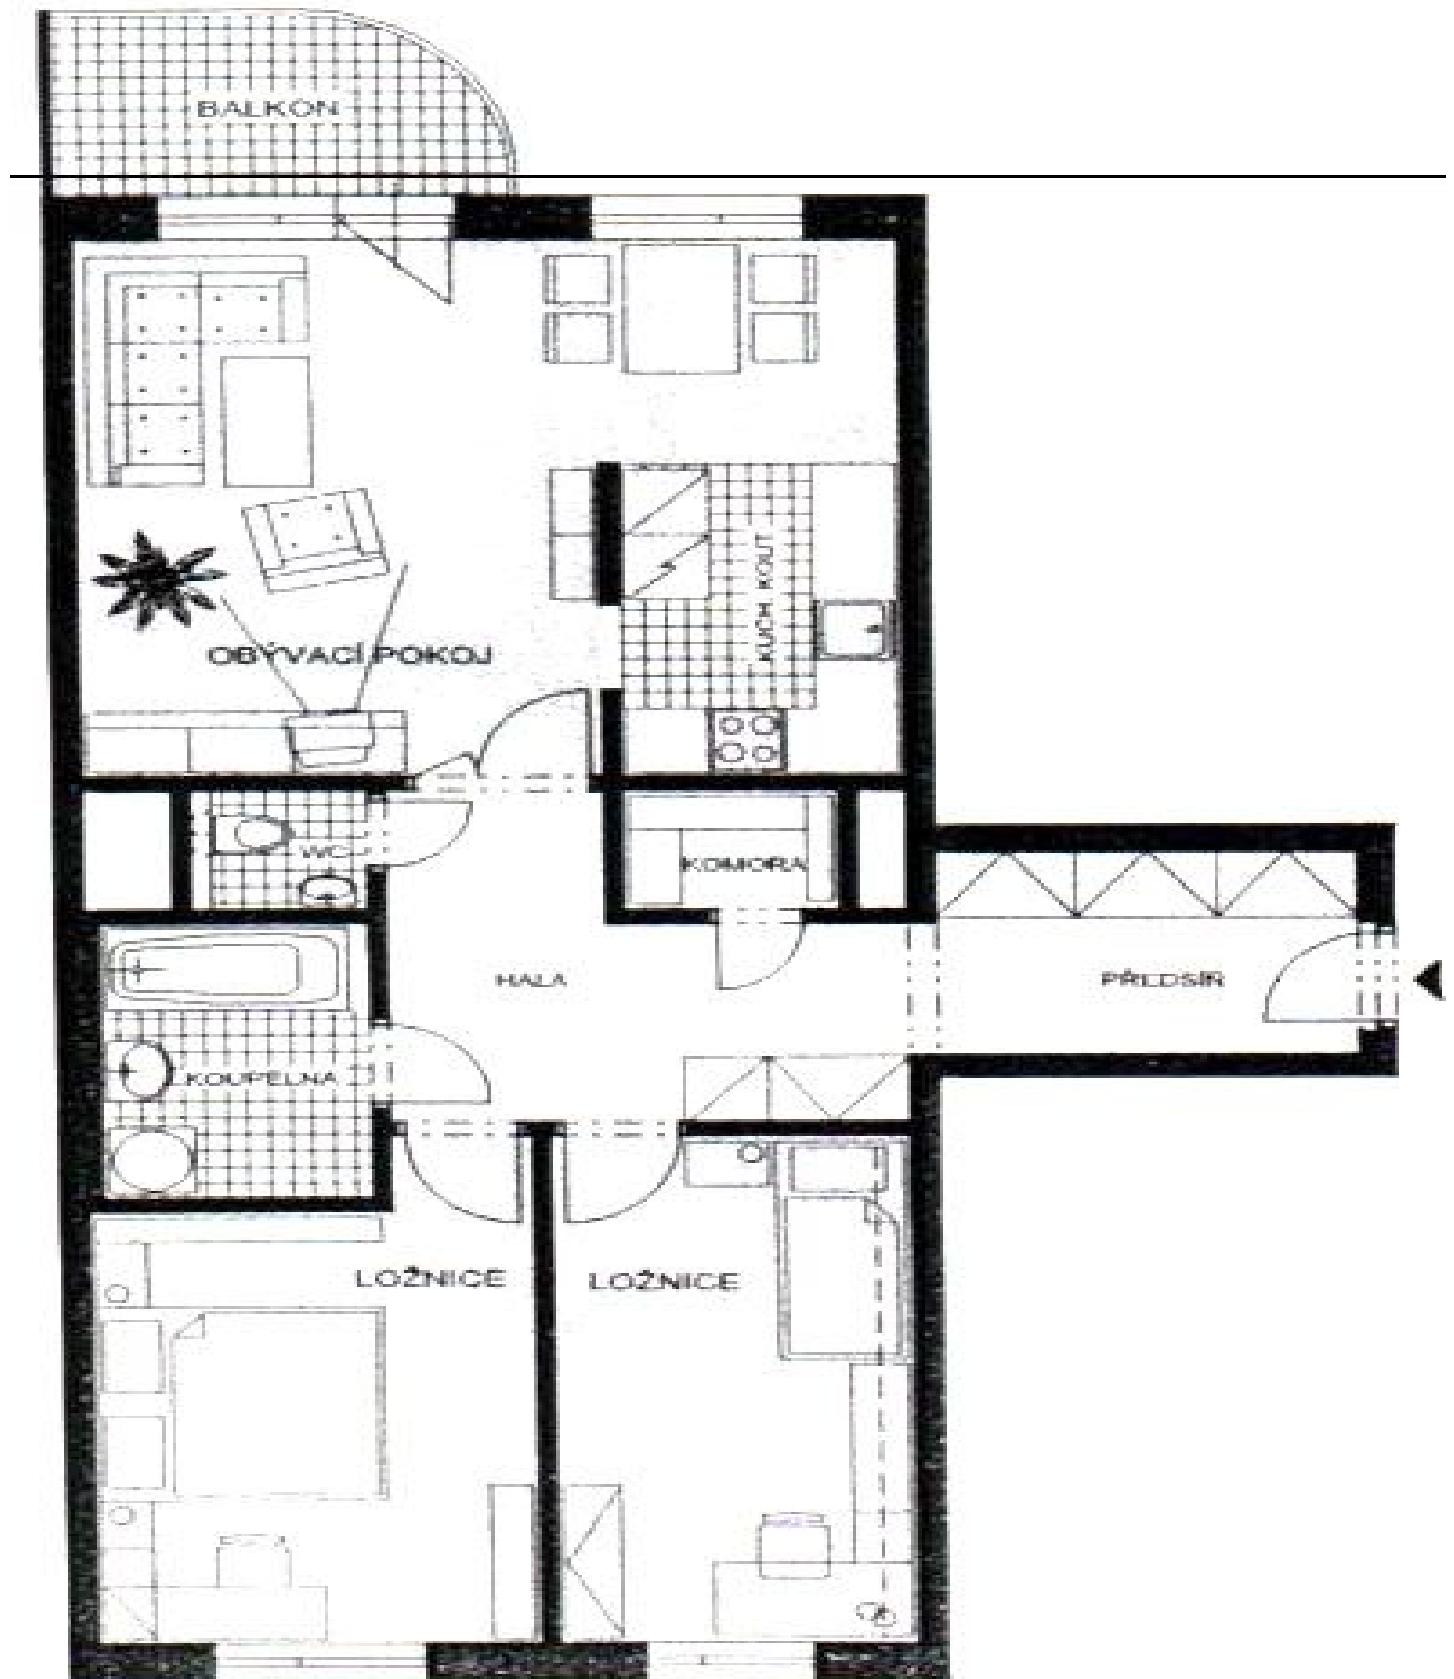 BALKON
OBÝVACÍ POKOJ
KUCH. KOUT
WC
KOMORA
HALA
PŘEDSÍŇ
KOUPELNA
LOŽNICE
LOŽNICE